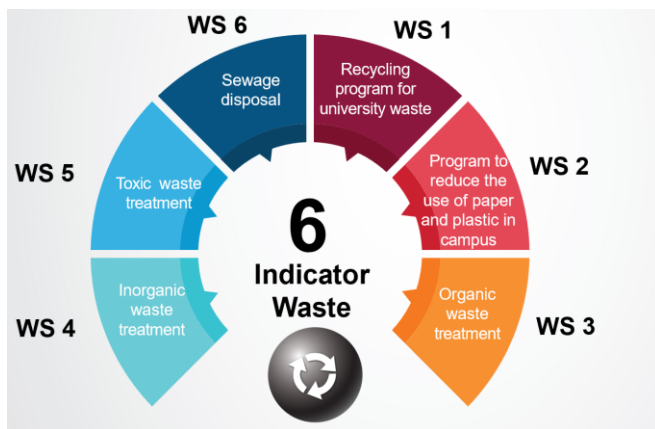 WS 6
WS 1
Sewage
disposal
Recycling
program for
university waste
WS 5
WS 2
Toxic waste
treatment
Program to
reduce the
use of paper
and plastic in
campus
6
Indicator
Waste
WS 4
WS 3
Inorganic
waste
treatment
Organic
waste
treatment